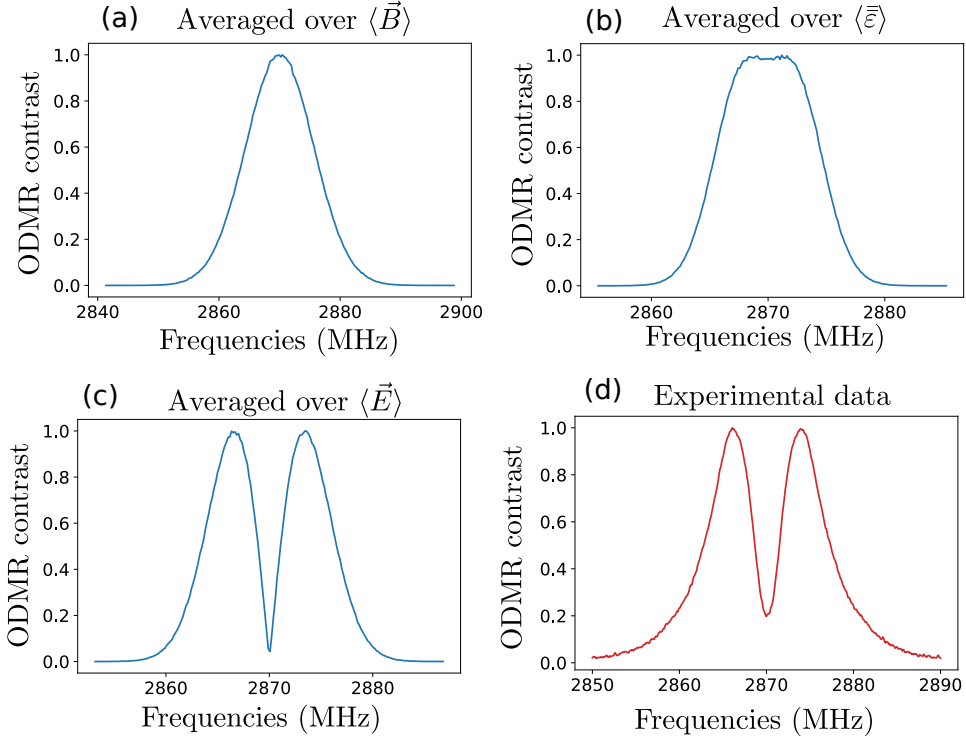 (a) Averaged over ⟨B⃗⟩
ODMR contrast
1.0
0.8
0.6
0.4
0.2
0.0
2840 2860 2880 2900
Frequencies (MHz)
(b) Averaged over ⟨ε̿⟩
ODMR contrast
1.0
0.8
0.6
0.4
0.2
0.0
2860 2870 2880
Frequencies (MHz)
(c) Averaged over ⟨E⃗⟩
ODMR contrast
1.0
0.8
0.6
0.4
0.2
0.0
2860 2870 2880
Frequencies (MHz)
(d) Experimental data
ODMR contrast
1.0
0.8
0.6
0.4
0.2
0.0
2850 2860 2870 2880 2890
Frequencies (MHz)